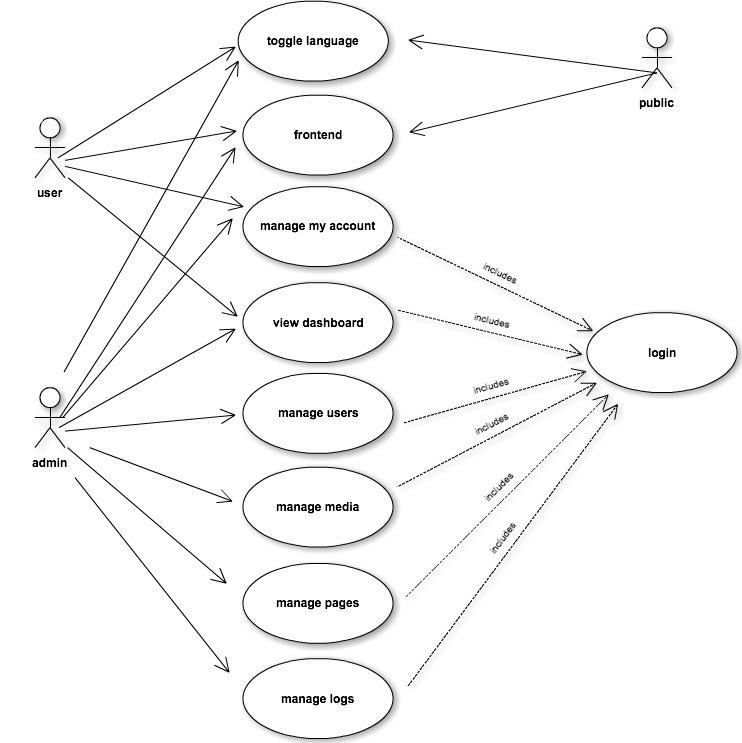 toggle language
public
frontend
user
manage my account
includes
view dashboard
includes
login
includes
manage users
includes
admin
manage media
includes
includes
manage pages
manage logs